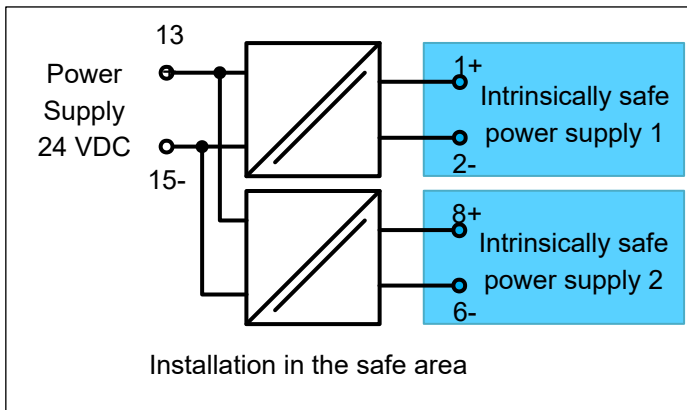 13
Power
Supply
24 VDC
15-
1+
Intrinsically safe
power supply 1
2-
8+
Intrinsically safe
power supply 2
6-
Installation in the safe area